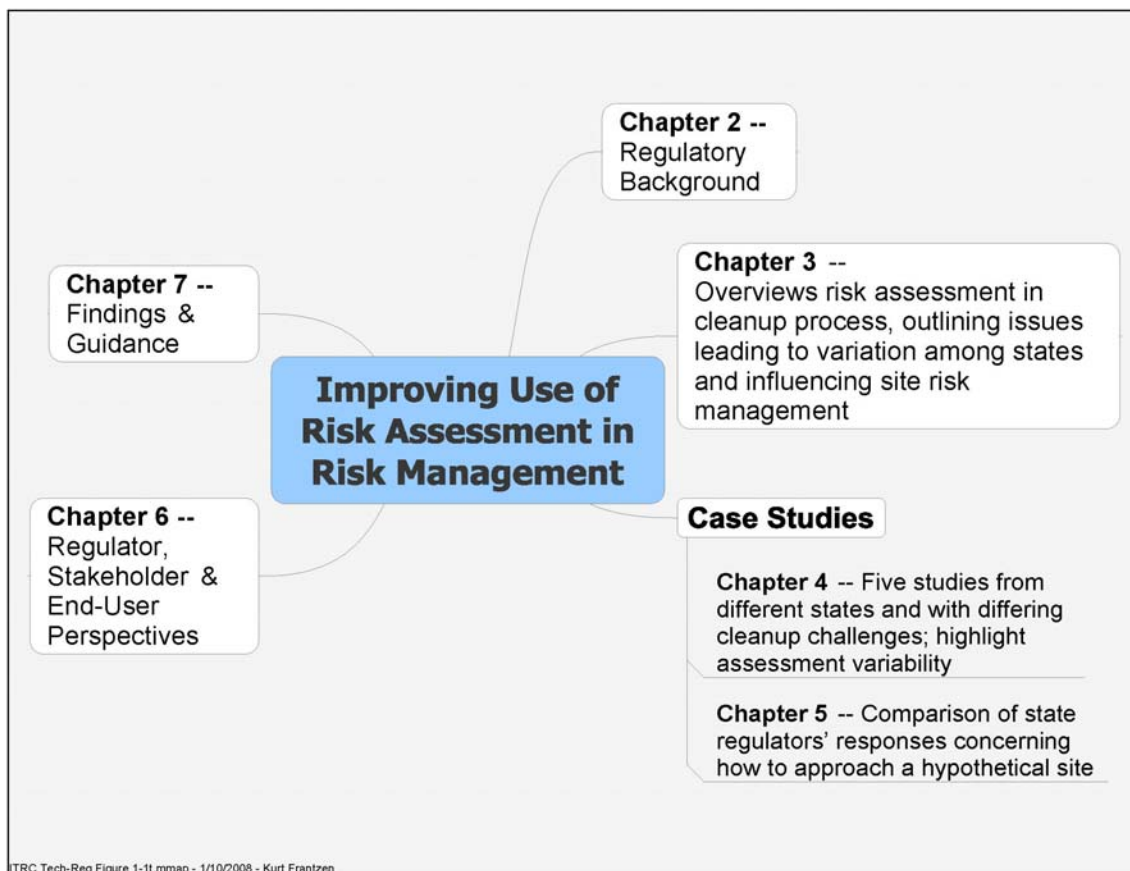 Chapter 2 --
Regulatory
Background
Chapter 3 --
Overviews risk assessment in
cleanup process, outlining issues
leading to variation among states
and influencing site risk
management
Chapter 7 --
Findings &
Guidance
Improving Use of
Risk Assessment in
Risk Management
Case Studies
Chapter 4 -- Five studies from
different states and with differing
cleanup challenges; highlight
assessment variability
Chapter 5 -- Comparison of state
regulators’ responses concerning
how to approach a hypothetical site
Chapter 6 --
Regulator,
Stakeholder &
End-User
Perspectives
ITRC Tech-Reg Figure 1-1t.mmap - 1/10/2008 - Kurt Frantzen